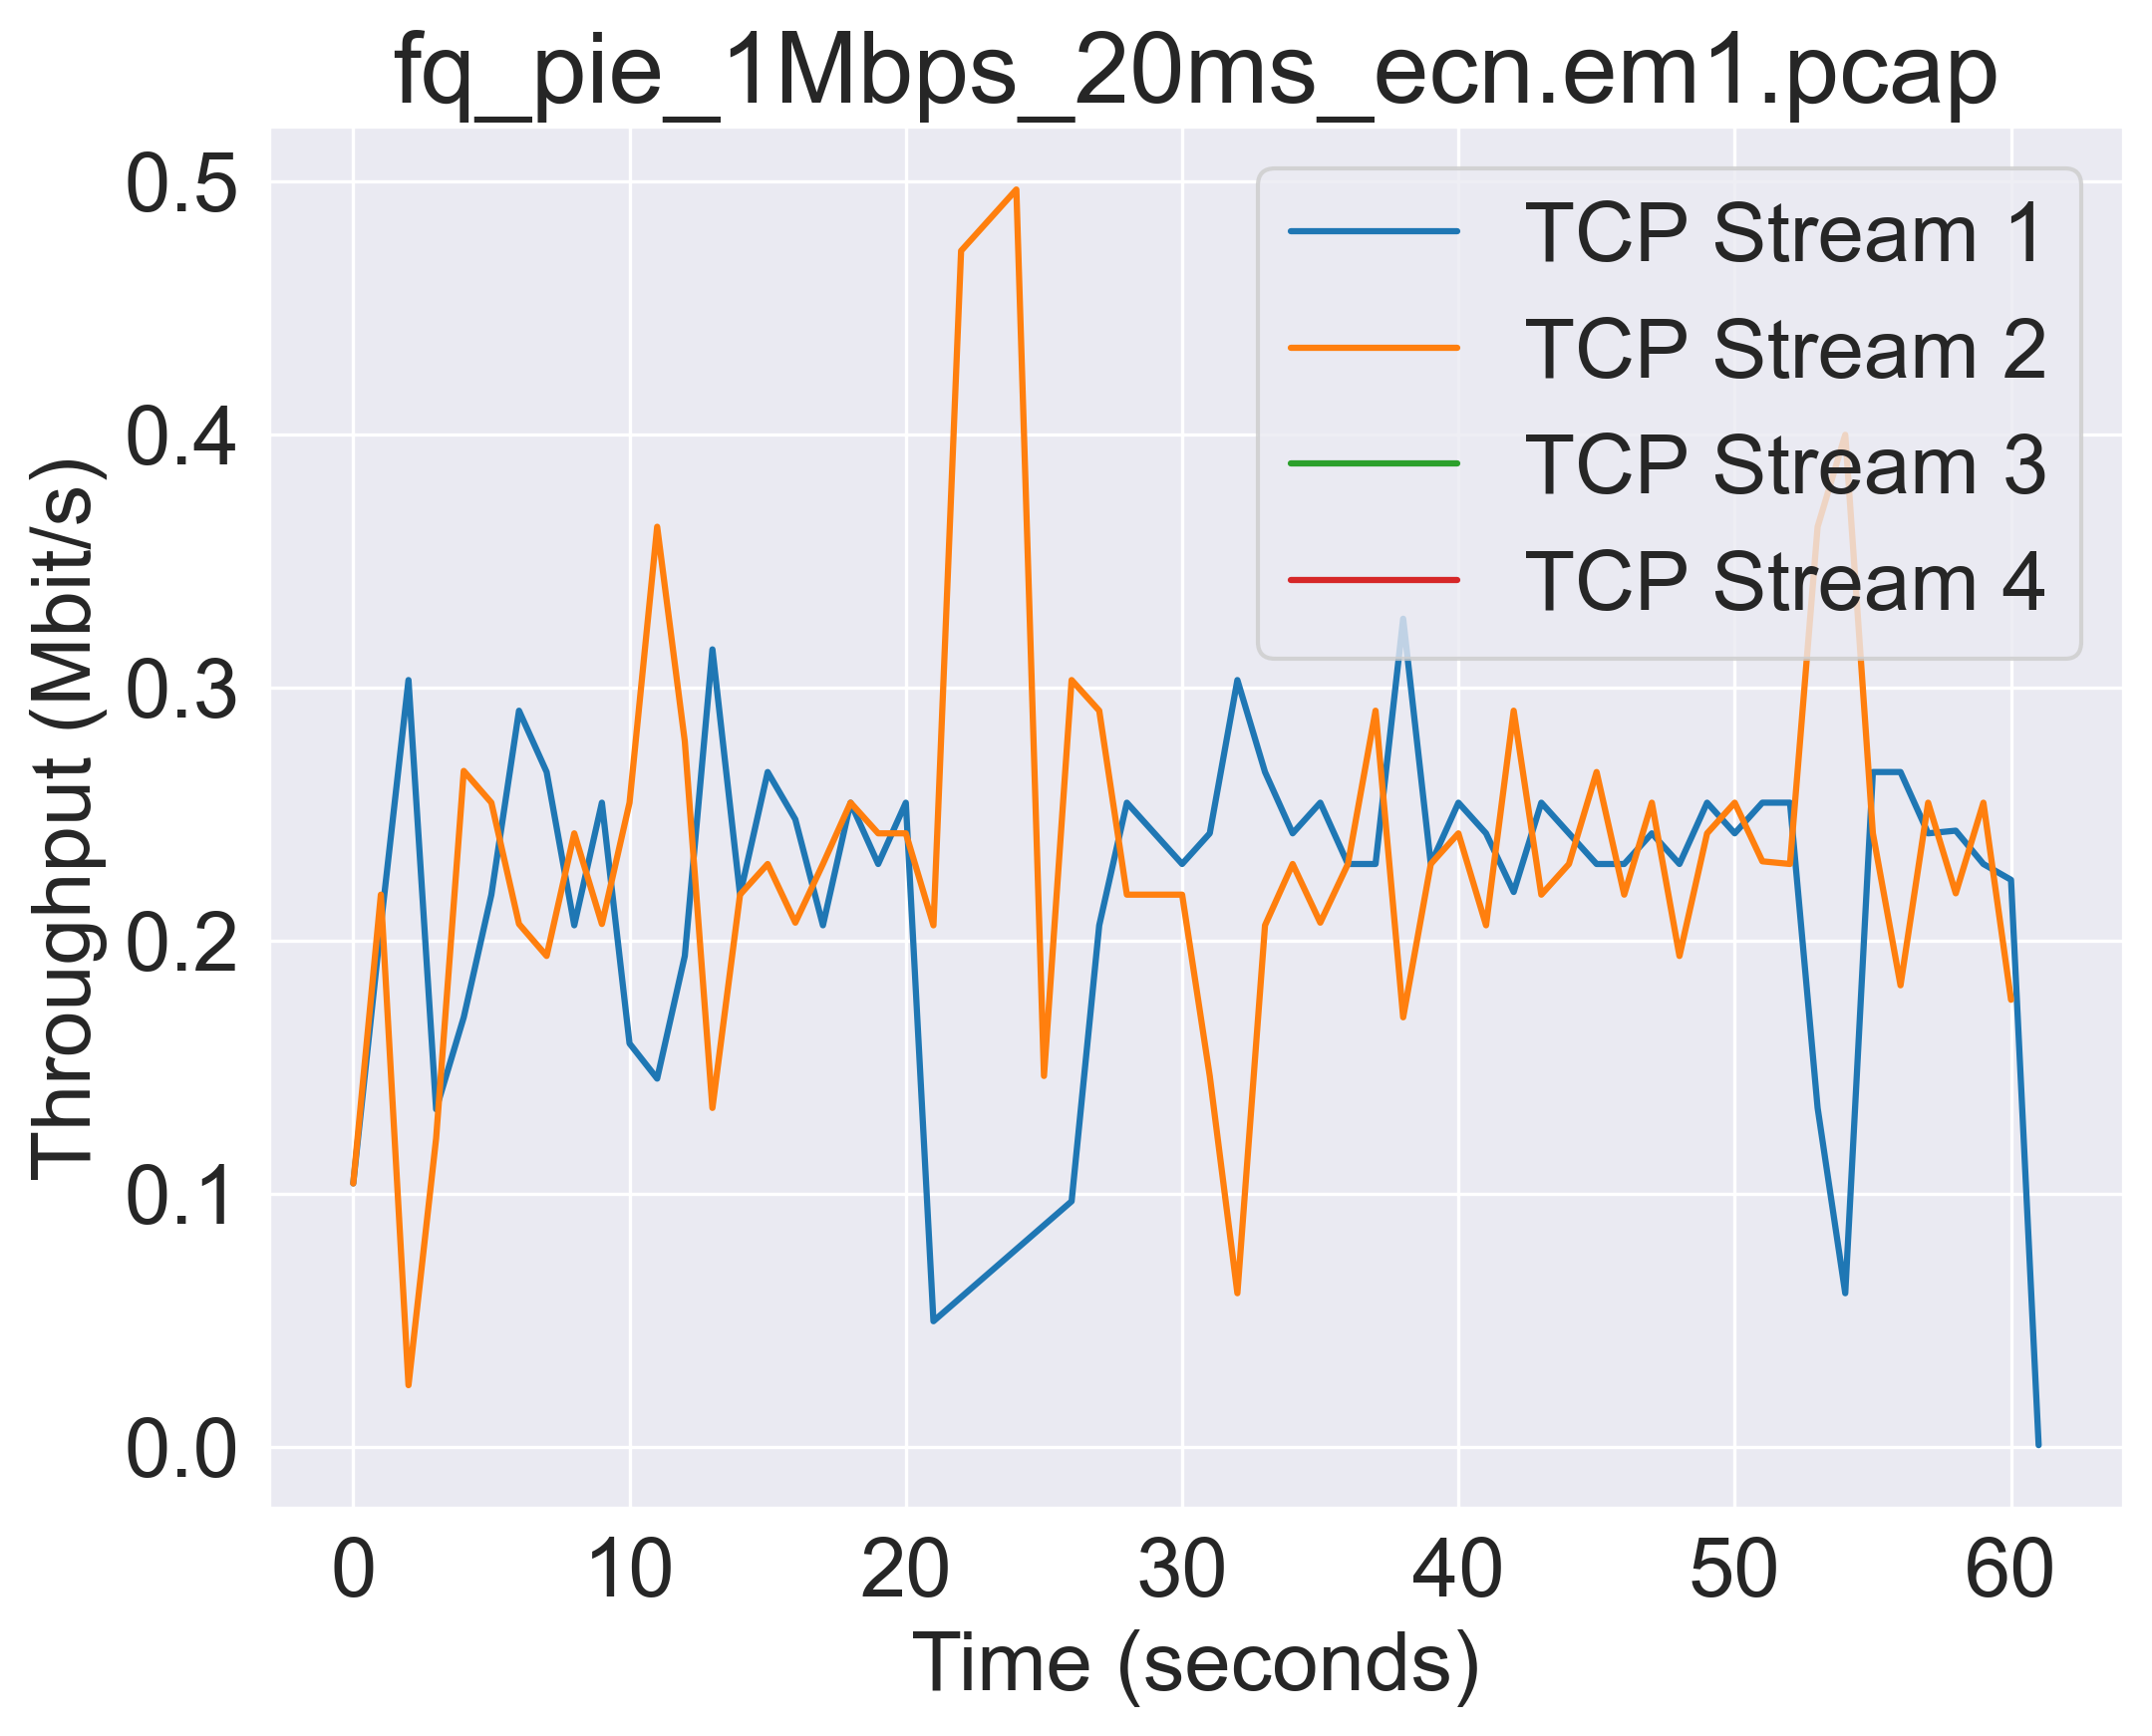 fq_pie_1Mbps_20ms_ecn.em1.pcap
0.5
0.4
0.3
0.2
0.1
0.0
Throughput (Mbit/s)
TCP Stream 1
TCP Stream 2
TCP Stream 3
TCP Stream 4
0 10 20 30 40 50 60
Time (seconds)